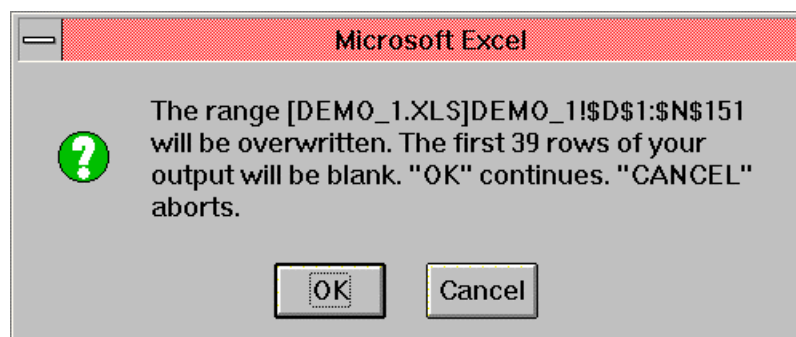 Microsoft Excel
The range [DEMO_1.XLS]DEMO_1!$D$1:$N$151
will be overwritten. The first 39 rows of your
output will be blank. "OK" continues. "CANCEL"
aborts.
OK Cancel